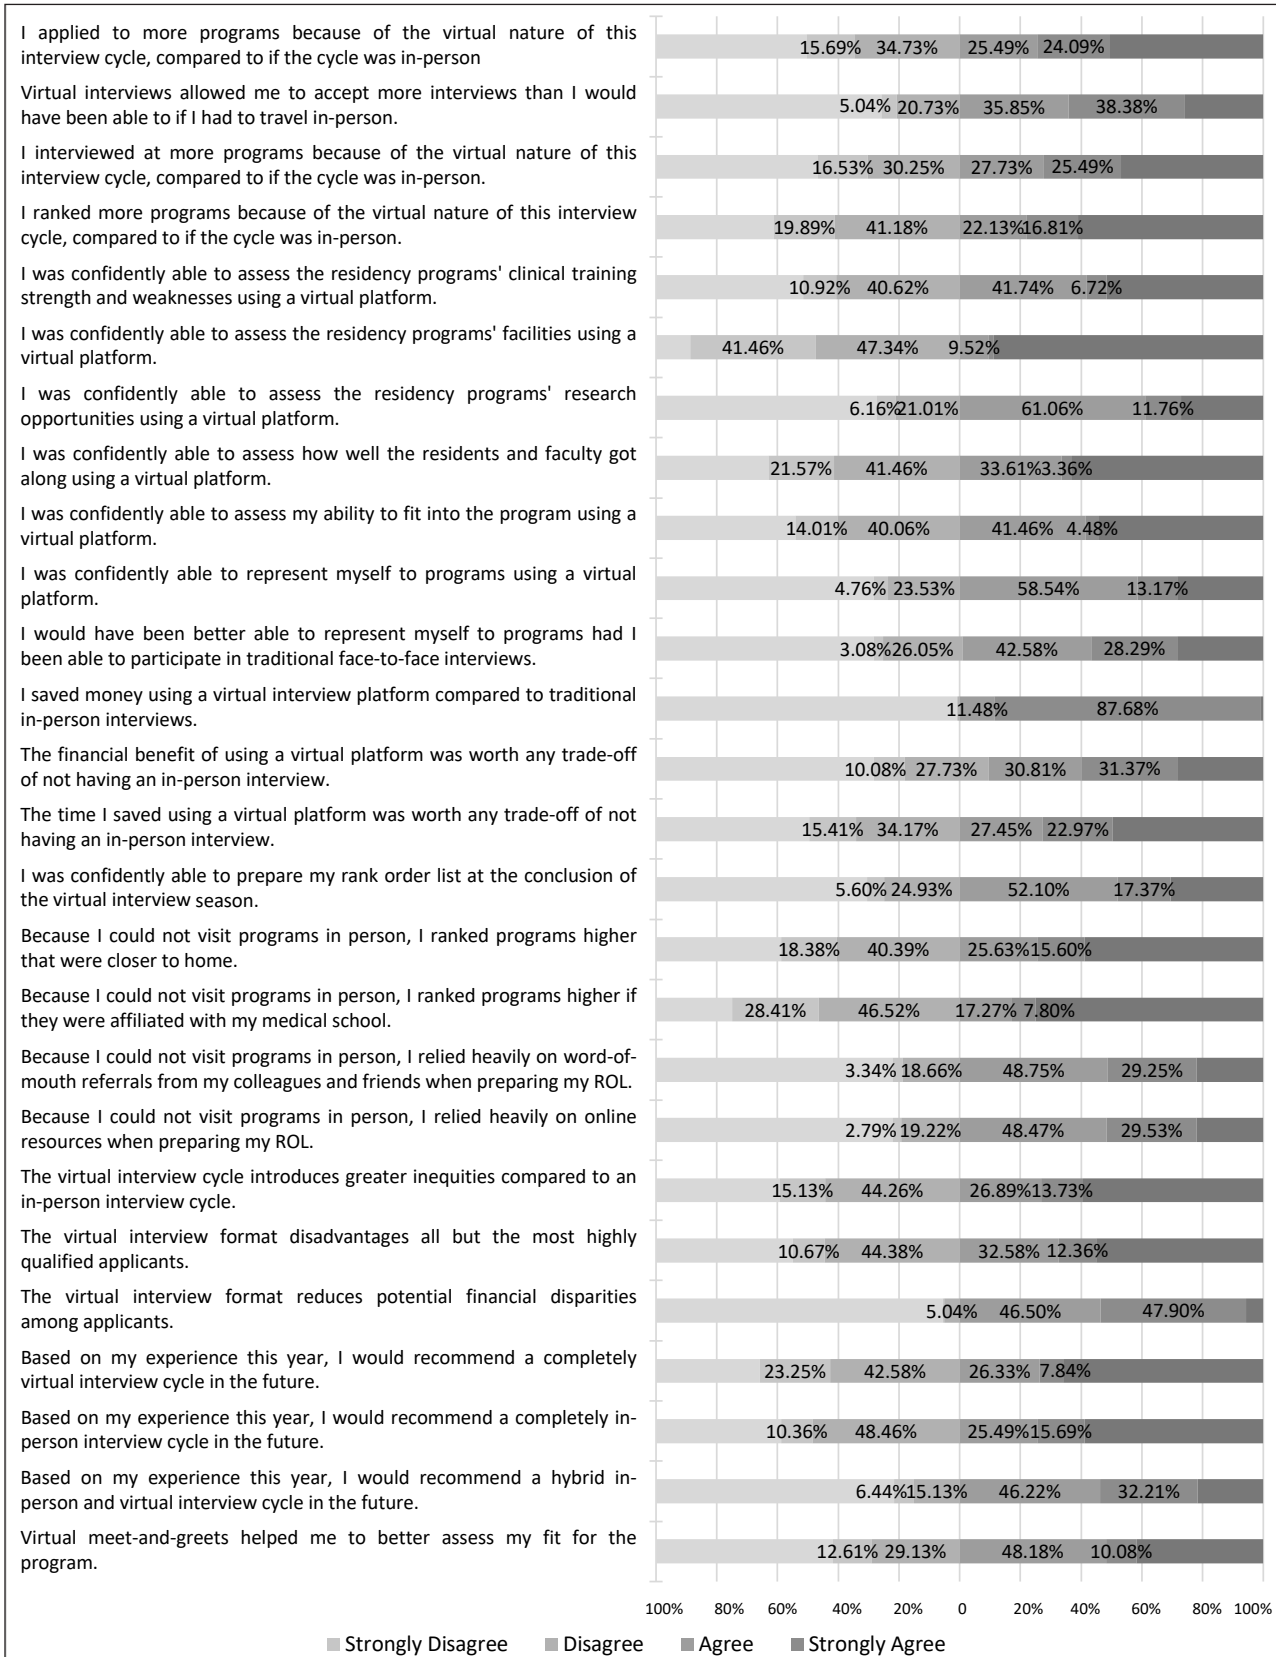 I applied to more programs because of the virtual nature of this
interview cycle, compared to if the cycle was in-person
15.69% 34.73% 25.49% 24.09%
Virtual interviews allowed me to accept more interviews than I would
have been able to if I had to travel in-person.
5.04% 20.73% 35.85% 38.38%
I interviewed at more programs because of the virtual nature of this
interview cycle, compared to if the cycle was in-person.
16.53% 30.25% 27.73% 25.49%
I ranked more programs because of the virtual nature of this interview
cycle, compared to if the cycle was in-person.
19.89% 41.18% 22.13% 16.81%
I was confidently able to assess the residency programs' clinical training
strength and weaknesses using a virtual platform.
10.92% 40.62% 41.74% 6.72%
I was confidently able to assess the residency programs' facilities using a
virtual platform.
41.46% 47.34% 9.52%
I was confidently able to assess the residency programs' research
opportunities using a virtual platform.
6.16% 21.01% 61.06% 11.76%
I was confidently able to assess how well the residents and faculty got
along using a virtual platform.
21.57% 41.46% 33.61% 3.36%
I was confidently able to assess my ability to fit into the program using a
virtual platform.
14.01% 40.06% 41.46% 4.48%
I was confidently able to represent myself to programs using a virtual
platform.
4.76% 23.53% 58.54% 13.17%
I would have been better able to represent myself to programs had I
been able to participate in traditional face-to-face interviews.
3.08% 26.05% 42.58% 28.29%
I saved money using a virtual interview platform compared to traditional
in-person interviews.
11.48% 87.68%
The financial benefit of using a virtual platform was worth any trade-off
of not having an in-person interview.
10.08% 27.73% 30.81% 31.37%
The time I saved using a virtual platform was worth any trade-off of not
having an in-person interview.
15.41% 34.17% 27.45% 22.97%
I was confidently able to prepare my rank order list at the conclusion of
the virtual interview season.
5.60% 24.93% 52.10% 17.37%
Because I could not visit programs in person, I ranked programs higher
that were closer to home.
18.38% 40.39% 25.63% 15.60%
Because I could not visit programs in person, I ranked programs higher if
they were affiliated with my medical school.
28.41% 46.52% 17.27% 7.80%
Because I could not visit programs in person, I relied heavily on word-of-
mouth referrals from my colleagues and friends when preparing my ROL.
3.34% 18.66% 48.75% 29.25%
Because I could not visit programs in person, I relied heavily on online
resources when preparing my ROL.
2.79% 19.22% 48.47% 29.53%
The virtual interview cycle introduces greater inequities compared to an
in-person interview cycle.
15.13% 44.26% 26.89% 13.73%
The virtual interview format disadvantages all but the most highly
qualified applicants.
10.67% 44.38% 32.58% 12.36%
The virtual interview format reduces potential financial disparities
among applicants.
5.04% 46.50% 47.90%
Based on my experience this year, I would recommend a completely
virtual interview cycle in the future.
23.25% 42.58% 26.33% 7.84%
Based on my experience this year, I would recommend a completely in-
person interview cycle in the future.
10.36% 48.46% 25.49% 15.69%
Based on my experience this year, I would recommend a hybrid in-
person and virtual interview cycle in the future.
6.44% 15.13% 46.22% 32.21%
Virtual meet-and-greets helped me to better assess my fit for the
program.
12.61% 29.13% 48.18% 10.08%
100% 80% 60% 40% 20% 0 20% 40% 60% 80% 100%
Strongly Disagree Disagree Agree Strongly Agree